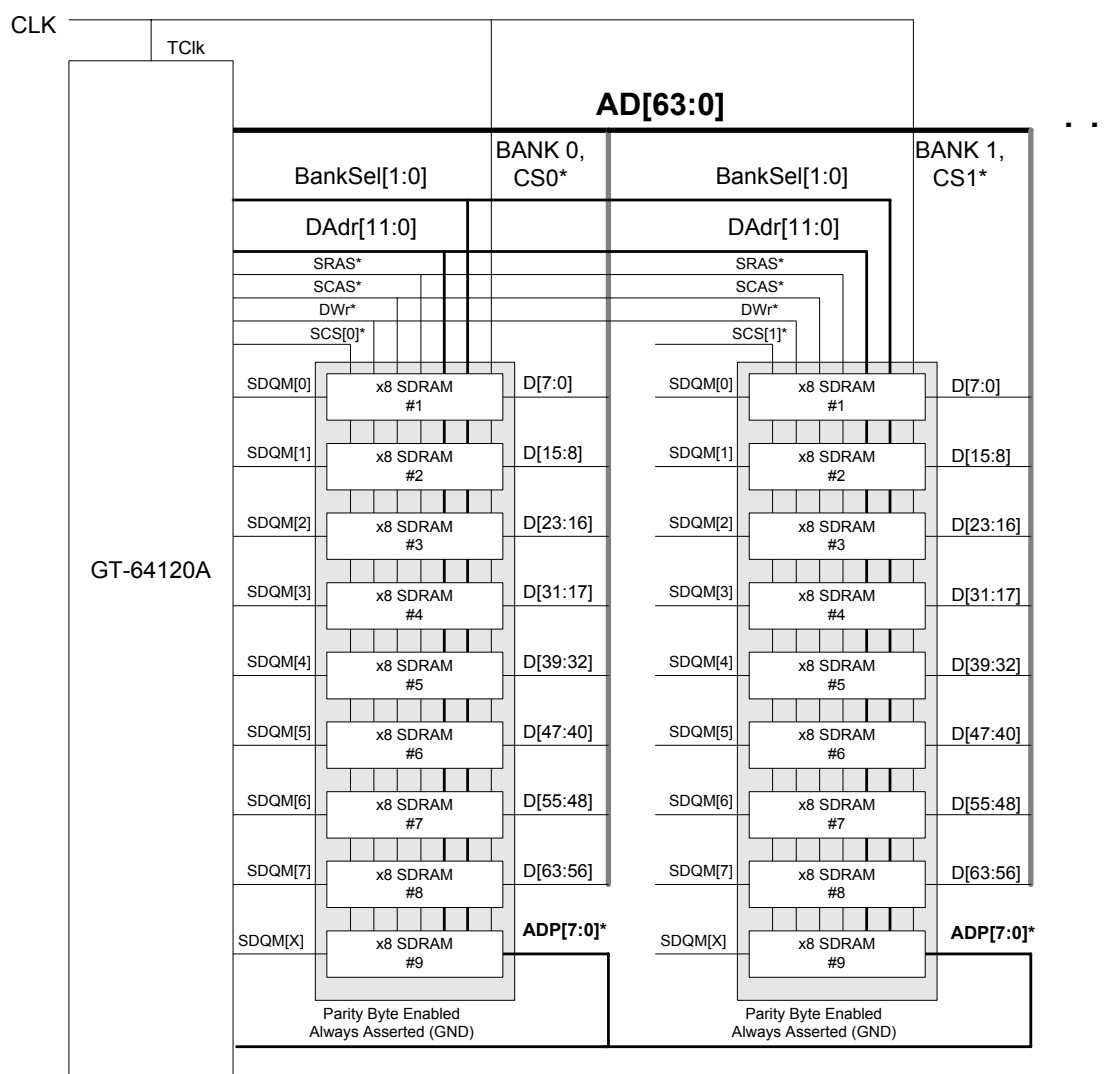 CLK
TClk
AD[63:0]
. .
BANK 0,
CS0*
BANK 1,
CS1*
BankSel[1:0]
BankSel[1:0]
DAdr[11:0]
DAdr[11:0]
SRAS*
SRAS*
SCAS*
SCAS*
DWr*
DWr*
SCS[0]*
SCS[1]*
GT-64120A
SDQM[0]
x8 SDRAM
#1
D[7:0]
SDQM[1]
x8 SDRAM
#2
D[15:8]
SDQM[2]
x8 SDRAM
#3
D[23:16]
SDQM[3]
x8 SDRAM
#4
D[31:17]
SDQM[4]
x8 SDRAM
#5
D[39:32]
SDQM[5]
x8 SDRAM
#6
D[47:40]
SDQM[6]
x8 SDRAM
#7
D[55:48]
SDQM[7]
x8 SDRAM
#8
D[63:56]
SDQM[X]
x8 SDRAM
#9
ADP[7:0]*
Parity Byte Enabled
Always Asserted (GND)
SDQM[0]
x8 SDRAM
#1
D[7:0]
SDQM[1]
x8 SDRAM
#2
D[15:8]
SDQM[2]
x8 SDRAM
#3
D[23:16]
SDQM[3]
x8 SDRAM
#4
D[31:17]
SDQM[4]
x8 SDRAM
#5
D[39:32]
SDQM[5]
x8 SDRAM
#6
D[47:40]
SDQM[6]
x8 SDRAM
#7
D[55:48]
SDQM[7]
x8 SDRAM
#8
D[63:56]
SDQM[X]
x8 SDRAM
#9
ADP[7:0]*
Parity Byte Enabled
Always Asserted (GND)